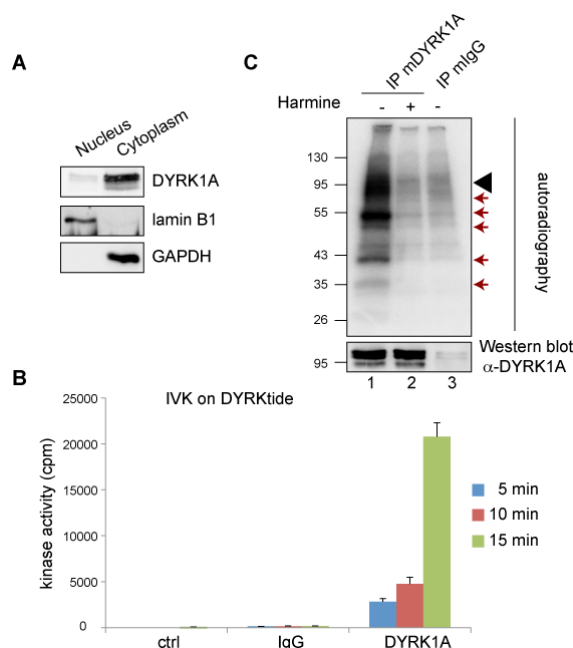 A
Nucleus
Cytoplasm
DYRK1A
lamin B1
GAPDH
C
IP mDYRK1A
IP mIgG
Harmine - + -
130
95
55
43
35
26
autoradiography
95
Western blot
α-DYRK1A
1 2 3
B
IVK on DYRKtide
kinase activity (cpm)
25000
20000
15000
10000
5000
0
ctrl IgG DYRK1A
5 min
10 min
15 min